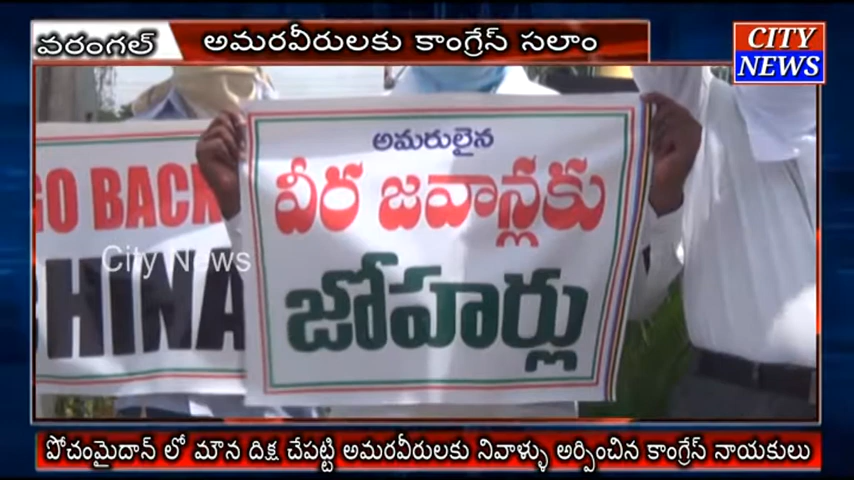 వరంగల్
అమరవీరులకు కాంగ్రేస్ సలాం
CITY
NEWS
GO BACK
CHINA
అమరులైన
వీర జవాన్లకు
జోహర్లు
City News
పోచంమైదాన్ లో మౌన దిక్ష చేపట్టి అమరవీరులకు నివాళ్ళు అర్పించిన కాంగ్రేస్ నాయకులు